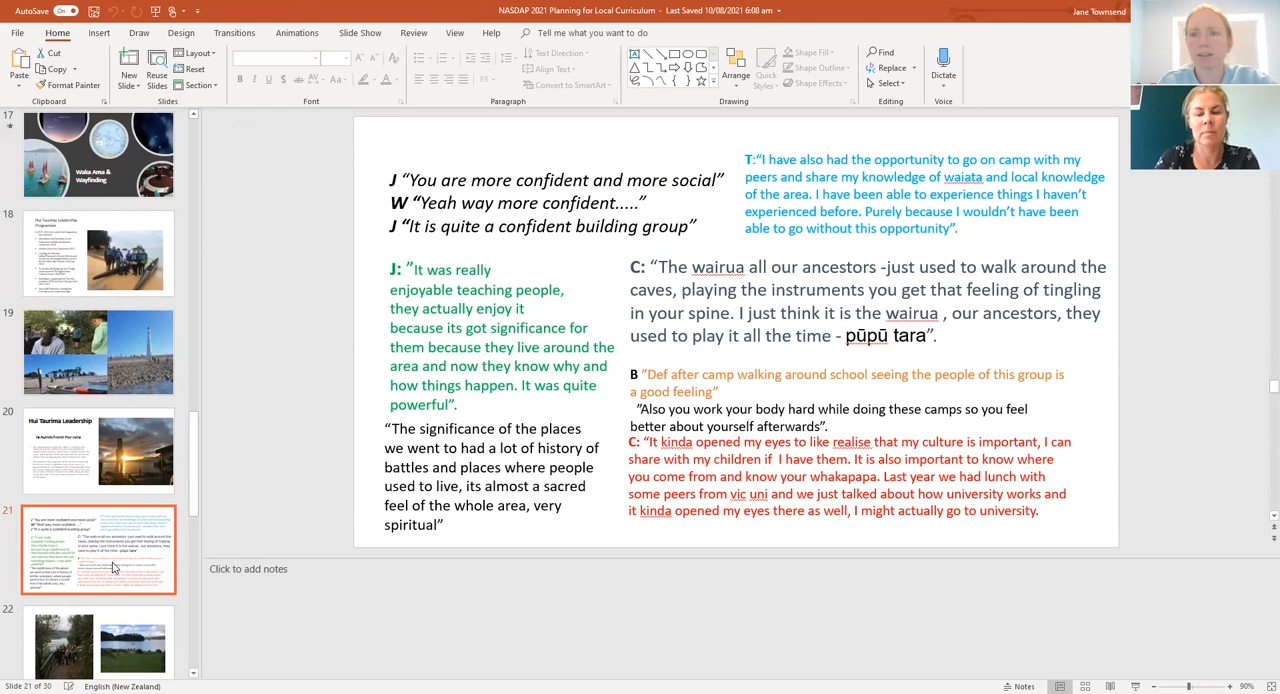 AutoSave
On
NASDAP 2021 Planning for Local Curriculum - Last Saved 10/08/2021 6:08 am
Jane Townsend
File Home Insert Draw Design Transitions Animations Slide Show Review View Help Tell me what you want to do
Paste
Cut
Copy
Format Painter
Clipboard
New Slide
Reuse Slides
Layout
Reset
Section
Slides
Font
Paragraph
Text Direction
Align Text
Convert to SmartArt
Arrange
Quick Styles
Shape Fill
Shape Outline
Shape Effects
Drawing
Find
Replace
Select
Editing
Dictate
Voice
17
Waka Ama &
Wayfinding
18
Hui Taurima Leadership
Programme
19
20
Hui Taurima Leadership
21
22
J “You are more confident and more social”
W “Yeah way more confident.....”
J “It is quite a confident building group”
T:“I have also had the opportunity to go on camp with my
peers and share my knowledge of waiata and local knowledge
of the area. I have been able to experience things I haven’t
experienced before. Purely because I wouldn’t have been
able to go without this opportunity”.
J: ”It was really
enjoyable teaching people,
they actually enjoy it
because its got significance for
them because they live around the
area and now they know why and
how things happen. It was quite
powerful”.
“The significance of the places
we went to have alot of history of
battles and places where people
used to live, its almost a sacred
feel of the whole area, very
spiritual”
C: “The wairua of our ancestors -just used to walk around the
caves, playing the instruments you get that feeling of tingling
in your spine. I just think it is the wairua , our ancestors, they
used to play it all the time - pūpū tara”.
B ”Def after camp walking around school seeing the people of this group is
a good feeling”
”Also you work your body hard while doing these camps so you feel
better about yourself afterwards”.
C: “It kinda opened my eyes to like realise that my culture is important, I can
share with my children if I have them. It is also important to know where
you come from and know your whakapapa. Last year we had lunch with
some peers from vic uni and we just talked about how university works and
it kinda opened my eyes there as well, I might actually go to university.
Click to add notes
Slide 21 of 30
English (New Zealand)
Notes
90%